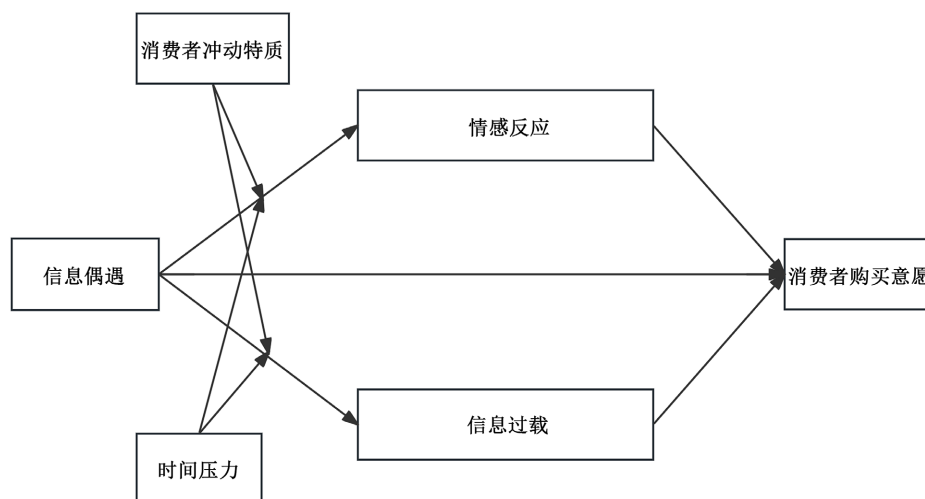 消费者冲动特质
情感反应
信息偶遇
消费者购买意愿
信息过载
时间压力